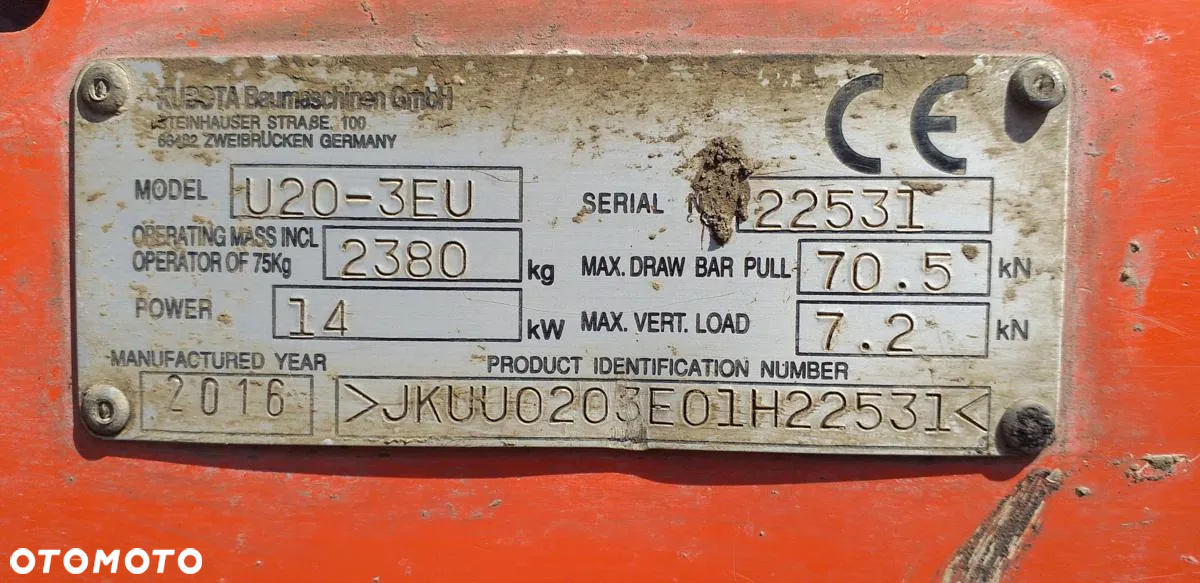 KUBOTA Baumaschinen GmbH
STEINHAUSER STRAßE, 100
66482 ZWEIBRÜCKEN GERMANY
CE
MODEL U20-3EU
SERIAL N 22531
OPERATING MASS INCL
OPERATOR OF 75Kg 2380 kg
MAX. DRAW BAR PULL 70.5 kN
POWER 14 kW
MAX. VERT. LOAD 7.2 kN
MANUFACTURED YEAR
2016
PRODUCT IDENTIFICATION NUMBER
>JKUU0203E01H22531<
OTOMOTO